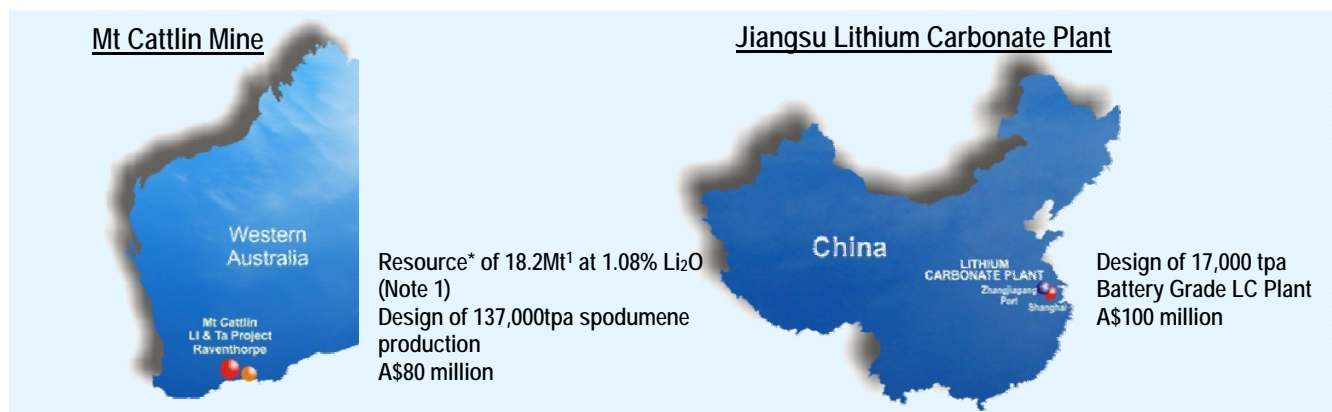 Mt Cattlin Mine
Western
Australia
Mt Cattlin
Li & Ta Project
Raventhorpe
Resource* of 18.2Mt¹ at 1.08% Li₂O
(Note 1)
Design of 137,000tpa spodumene
production
A$80 million
Jiangsu Lithium Carbonate Plant
China
LITHIUM
CARBONATE PLANT
Zhangjiagang
Port
Shanghai
Design of 17,000 tpa
Battery Grade LC Plant
A$100 million